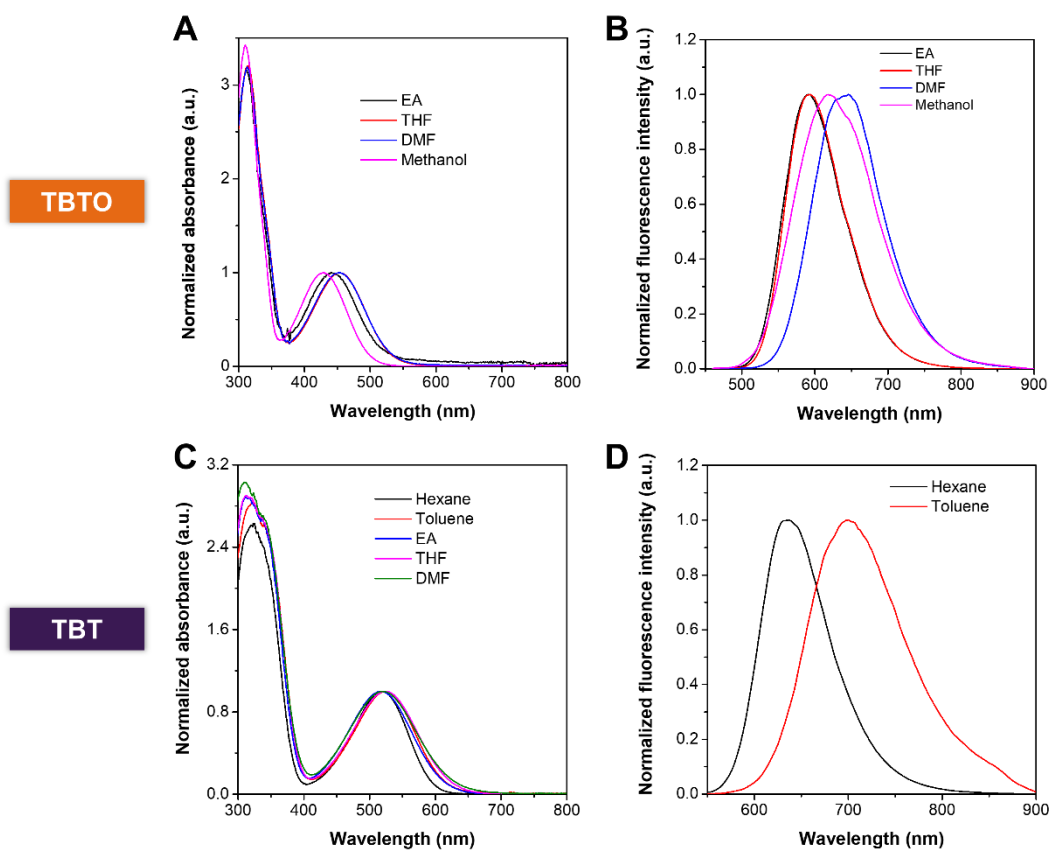 A
Normalized absorbance (a.u.)
3
2
1
0
300 400 500 600 700 800
Wavelength (nm)
EA
THF
DMF
Methanol
B
Normalized fluorescence intensity (a.u.)
1.2
1.0
0.8
0.6
0.4
0.2
0.0
500 600 700 800 900
Wavelength (nm)
EA
THF
DMF
Methanol
TBTO
C
Normalized absorbance (a.u.)
3.2
2.4
1.6
0.8
0.0
300 400 500 600 700 800
Wavelength (nm)
Hexane
Toluene
EA
THF
DMF
D
Normalized fluorescence intensity (a.u.)
1.2
1.0
0.8
0.6
0.4
0.2
0.0
600 700 800 900
Wavelength (nm)
Hexane
Toluene
TBT